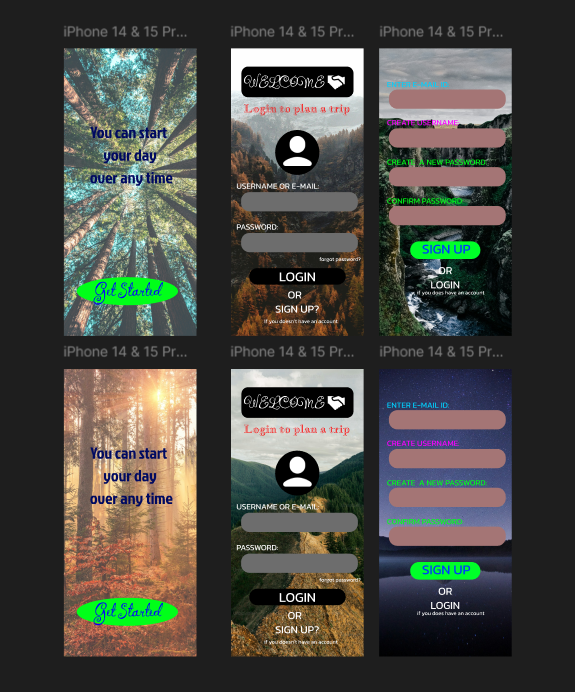 iPhone 14 & 15 Pr...
iPhone 14 & 15 Pr...
iPhone 14 & 15 Pr...
You can start
your day
over any time
Get Started
WELCOME
Login to plan a trip
USERNAME OR E-MAIL:
PASSWORD:
forgot password?
LOGIN
OR
SIGN UP?
if you doesn't have an account
ENTER E-MAIL ID:
CREATE USERNAME:
CREATE A NEW PASSWORD:
CONFIRM PASSWORD:
SIGN UP
OR
LOGIN
if you does have an account
iPhone 14 & 15 Pr...
iPhone 14 & 15 Pr...
iPhone 14 & 15 Pr...
You can start
your day
over any time
Get Started
WELCOME
Login to plan a trip
USERNAME OR E-MAIL:
PASSWORD:
forgot password?
LOGIN
OR
SIGN UP?
if you doesn't have an account
ENTER E-MAIL ID:
CREATE USERNAME:
CREATE A NEW PASSWORD:
CONFIRM PASSWORD:
SIGN UP
OR
LOGIN
if you does have an account